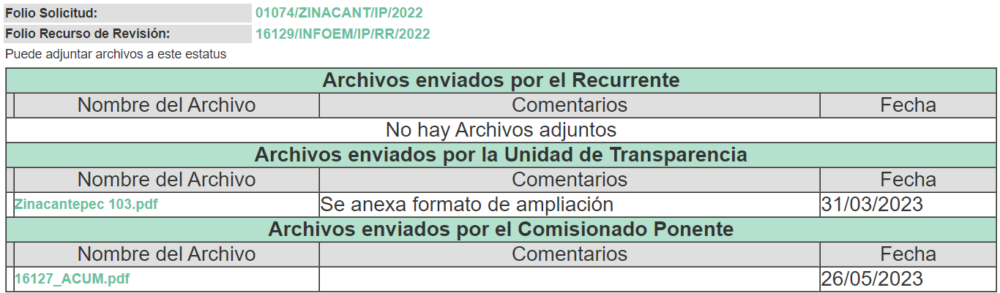 Folio Solicitud: 01074/ZINACANT/IP/2022
Folio Recurso de Revisión: 16129/INFOEM/IP/RR/2022
Puede adjuntar archivos a este estatus
Archivos enviados por el Recurrente
Nombre del Archivo Comentarios Fecha
No hay Archivos adjuntos
Archivos enviados por la Unidad de Transparencia
Nombre del Archivo Comentarios Fecha
Zinacantepec 103.pdf Se anexa formato de ampliación 31/03/2023
Archivos enviados por el Comisionado Ponente
Nombre del Archivo Comentarios Fecha
16127_ACUM.pdf 26/05/2023